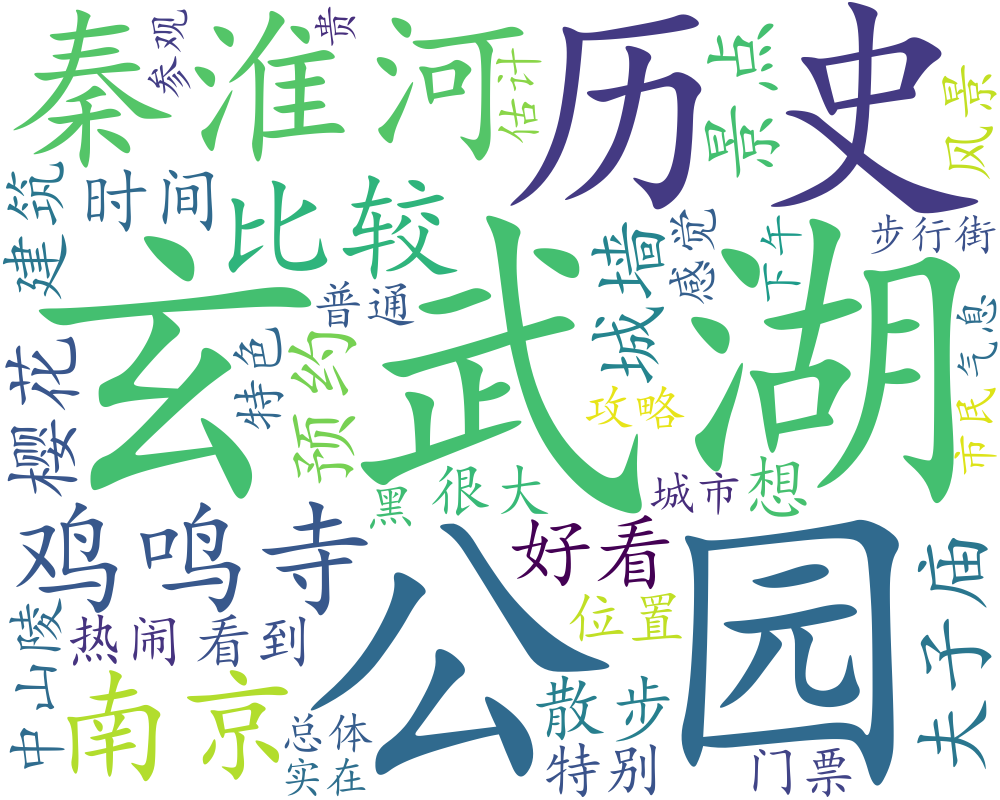 秦淮河
参观
贵
估计
历史
景点
风景
建筑
时间
比较
城墙
感觉
下午
步行街
玄武湖
普通
特色
预约
攻略
气息
市民
樱花
黑
很大
城市
想
鸡鸣寺
好看
公园
位置
夫子庙
中山陵
热闹
看到
南京
散步
总体
实在
特别
门票